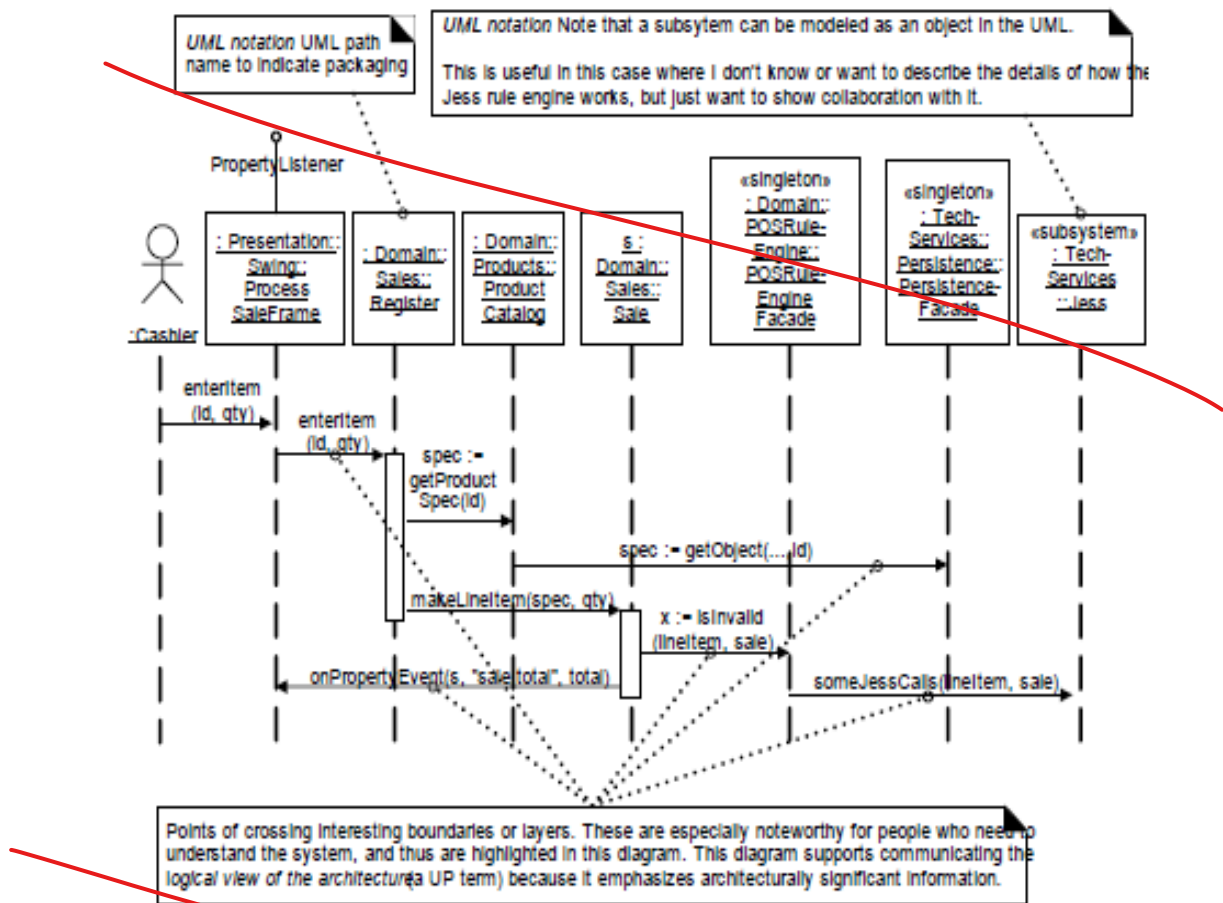 UML notation UML path
name to indicate packaging
UML notation Note that a subsytem can be modeled as an object in the UML.
This is useful in this case where I don't know or want to describe the details of how the
Jess rule engine works, but just want to show collaboration with it.
PropertyListener
:Cashier
: Presentation::
Swing::
Process
SaleFrame
: Domain::
Sales::
Register
: Domain::
Products::
Product
Catalog
s :
Domain::
Sales::
Sale
«singleton»
: Domain::
POSRule-
Engine::
POSRule-
Engine
Facade
«singleton»
: Tech-
Services::
Persistence::
Persistence-
Facade
«subsystem»
: Tech-
Services
::Jess
enterItem
(id, qty)
enterItem
(id, qty)
spec :=
getProduct
Spec(id)
spec := getObject(..., id)
makeLineItem(spec, qty)
x := isInvalid
(lineItem, sale)
onPropertyEvent(s, "sale.total", total)
someJessCalls(lineItem, sale)
Points of crossing interesting boundaries or layers. These are especially noteworthy for people who need to
understand the system, and thus are highlighted in this diagram. This diagram supports communicating the
logical view of the architecture(a UP term) because it emphasizes architecturally significant information.